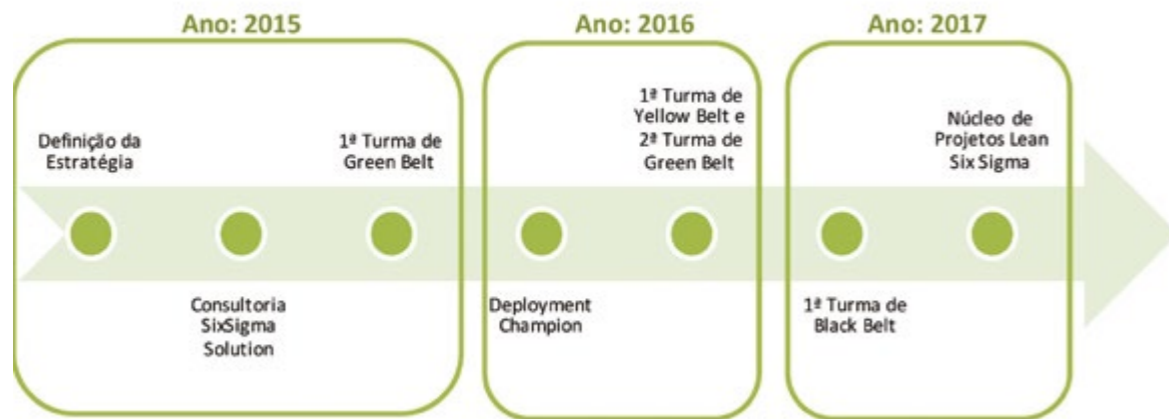 Ano: 2015
Definição da
Estratégia
Consultoria
SixSigma
Solution
1ª Turma de
Green Belt
Ano: 2016
Deployment
Champion
1ª Turma de
Yellow Belt e
2ª Turma de
Green Belt
Ano: 2017
1ª Turma de
Black Belt
Núcleo de
Projetos Lean
Six Sigma